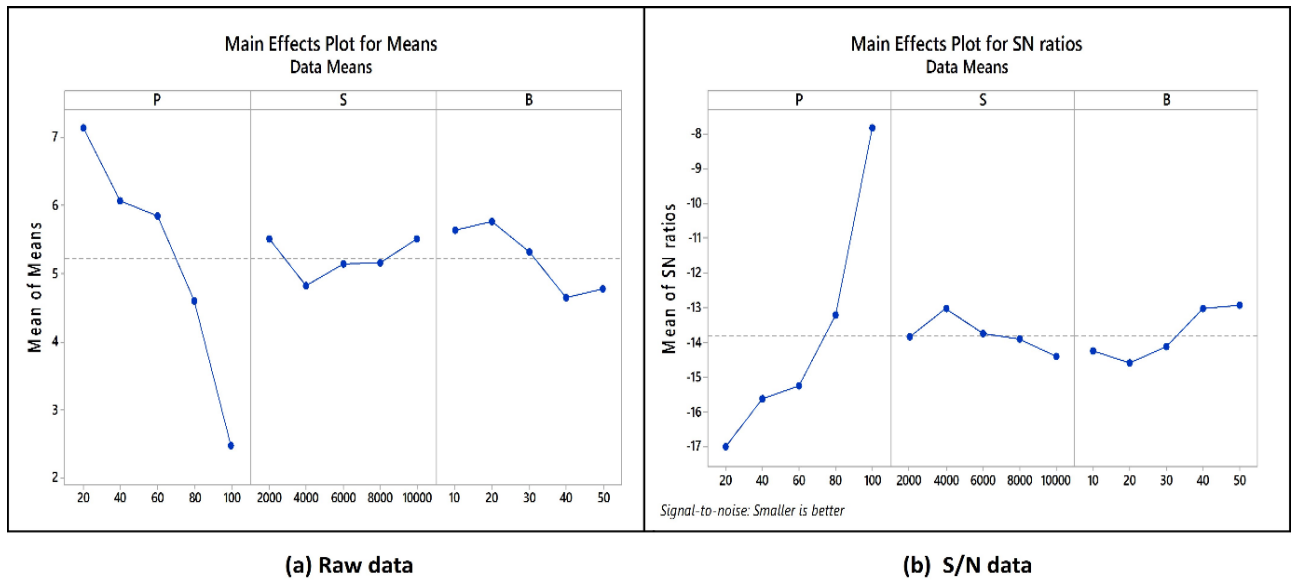 Main Effects Plot for Means
Data Means
P S B
Mean of Means
7
6
5
4
3
2
20 40 60 80 100 2000 4000 6000 8000 10000 10 20 30 40 50
(a) Raw data
Main Effects Plot for SN ratios
Data Means
P S B
Mean of SN ratios
-8
-9
-10
-11
-12
-13
-14
-15
-16
-17
20 40 60 80 100 2000 4000 6000 8000 10000 10 20 30 40 50
Signal-to-noise: Smaller is better
(b) S/N data